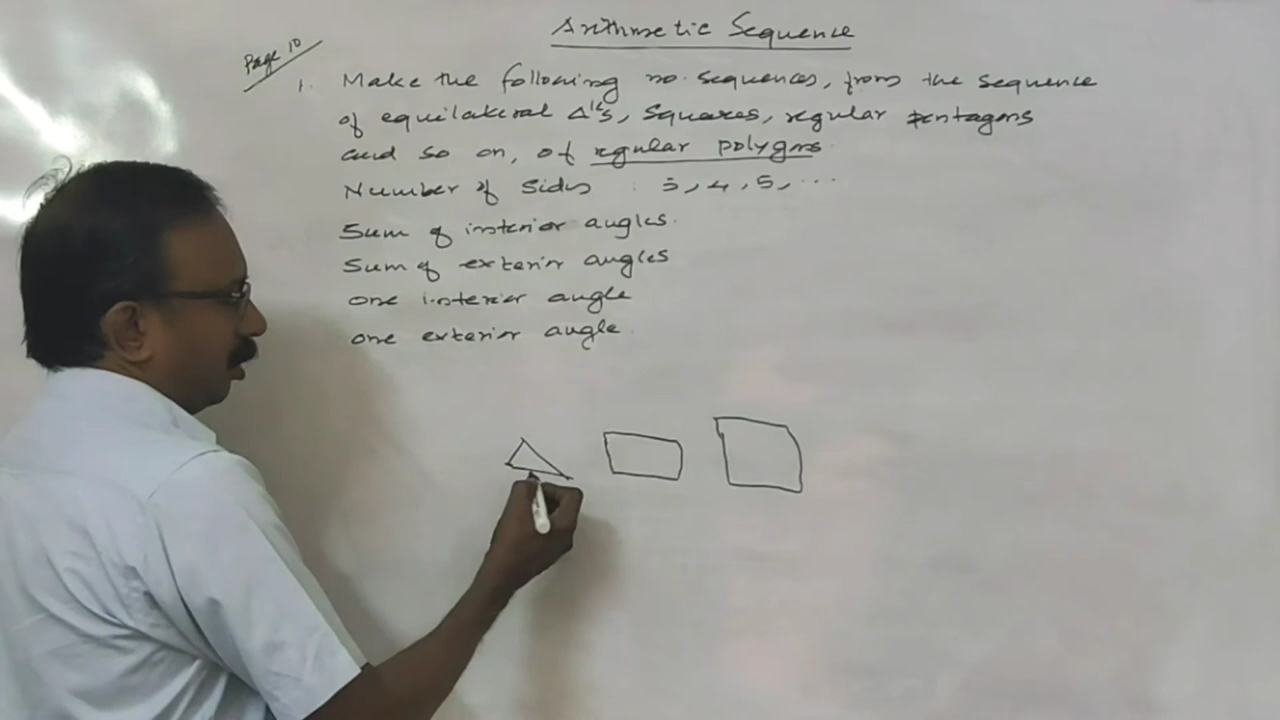 Arithmetic Sequence
Page 10
1. Make the following no. sequences, from the sequence
of equilateral Δles, squares, regular pentagons
and so on, of regular polygons.
Number of sides : 3, 4, 5, ...
Sum of interior angles.
Sum of exterior angles
one interior angle
one exterior angle.